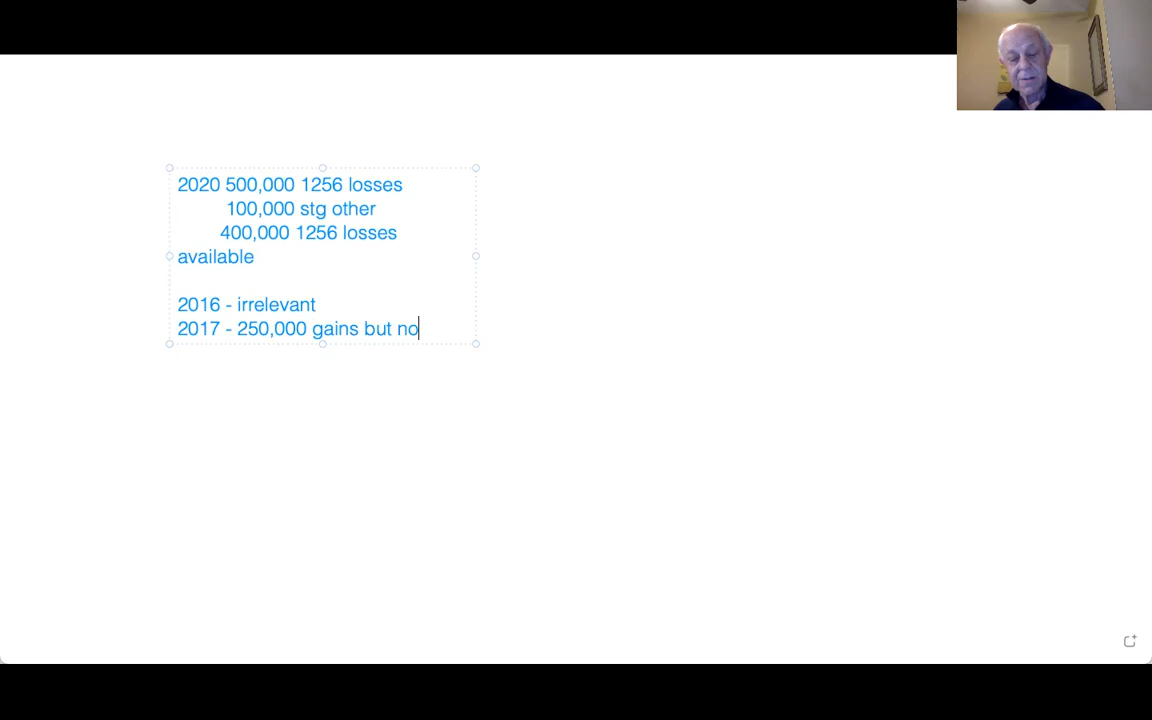 2020 500,000 1256 losses
100,000 stg other
400,000 1256 losses
available
2016 - irrelevant
2017 - 250,000 gains but no